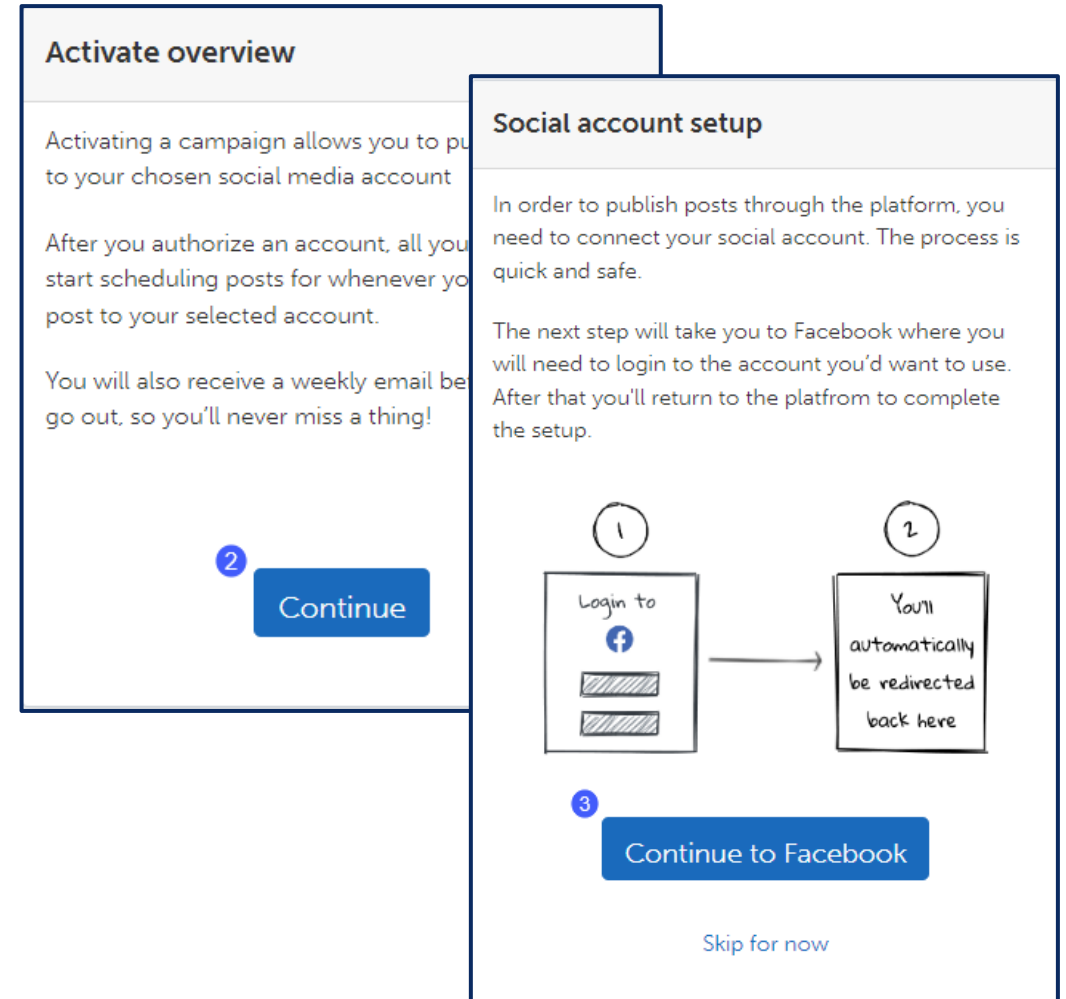 Activate overview
Activating a campaign allows you to pu
to your chosen social media account
After you authorize an account, all you
start scheduling posts for whenever yo
post to your selected account.
You will also receive a weekly email be
go out, so you'll never miss a thing!
2
Continue
Social account setup
In order to publish posts through the platform, you
need to connect your social account. The process is
quick and safe.
The next step will take you to Facebook where you
will need to login to the account you'd want to use.
After that you'll return to the platfrom to complete
the setup.
1
2
Login to
You'll
automatically
be redirected
back here
3
Continue to Facebook
Skip for now